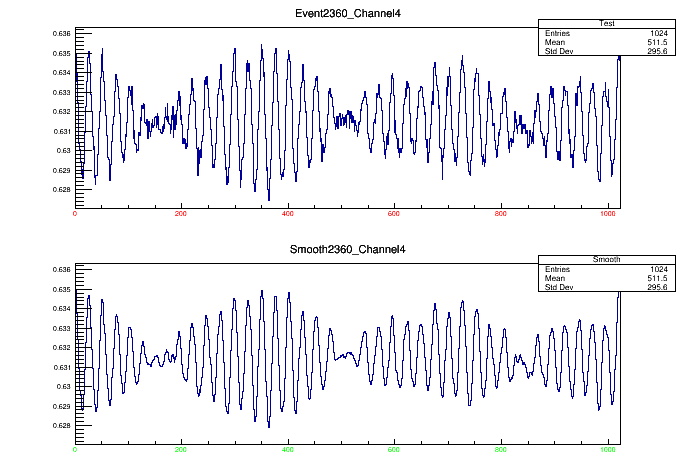 Event2360_Channel4
Test
Entries 1024
Mean 511.5
Std Dev 295.6
0.636
0.635
0.634
0.633
0.632
0.631
0.63
0.629
0.628
0 200 400 600 800 1000
Smooth2360_Channel4
Smooth
Entries 1024
Mean 511.5
Std Dev 295.6
0.636
0.635
0.634
0.633
0.632
0.631
0.63
0.629
0.628
0 200 400 600 800 1000